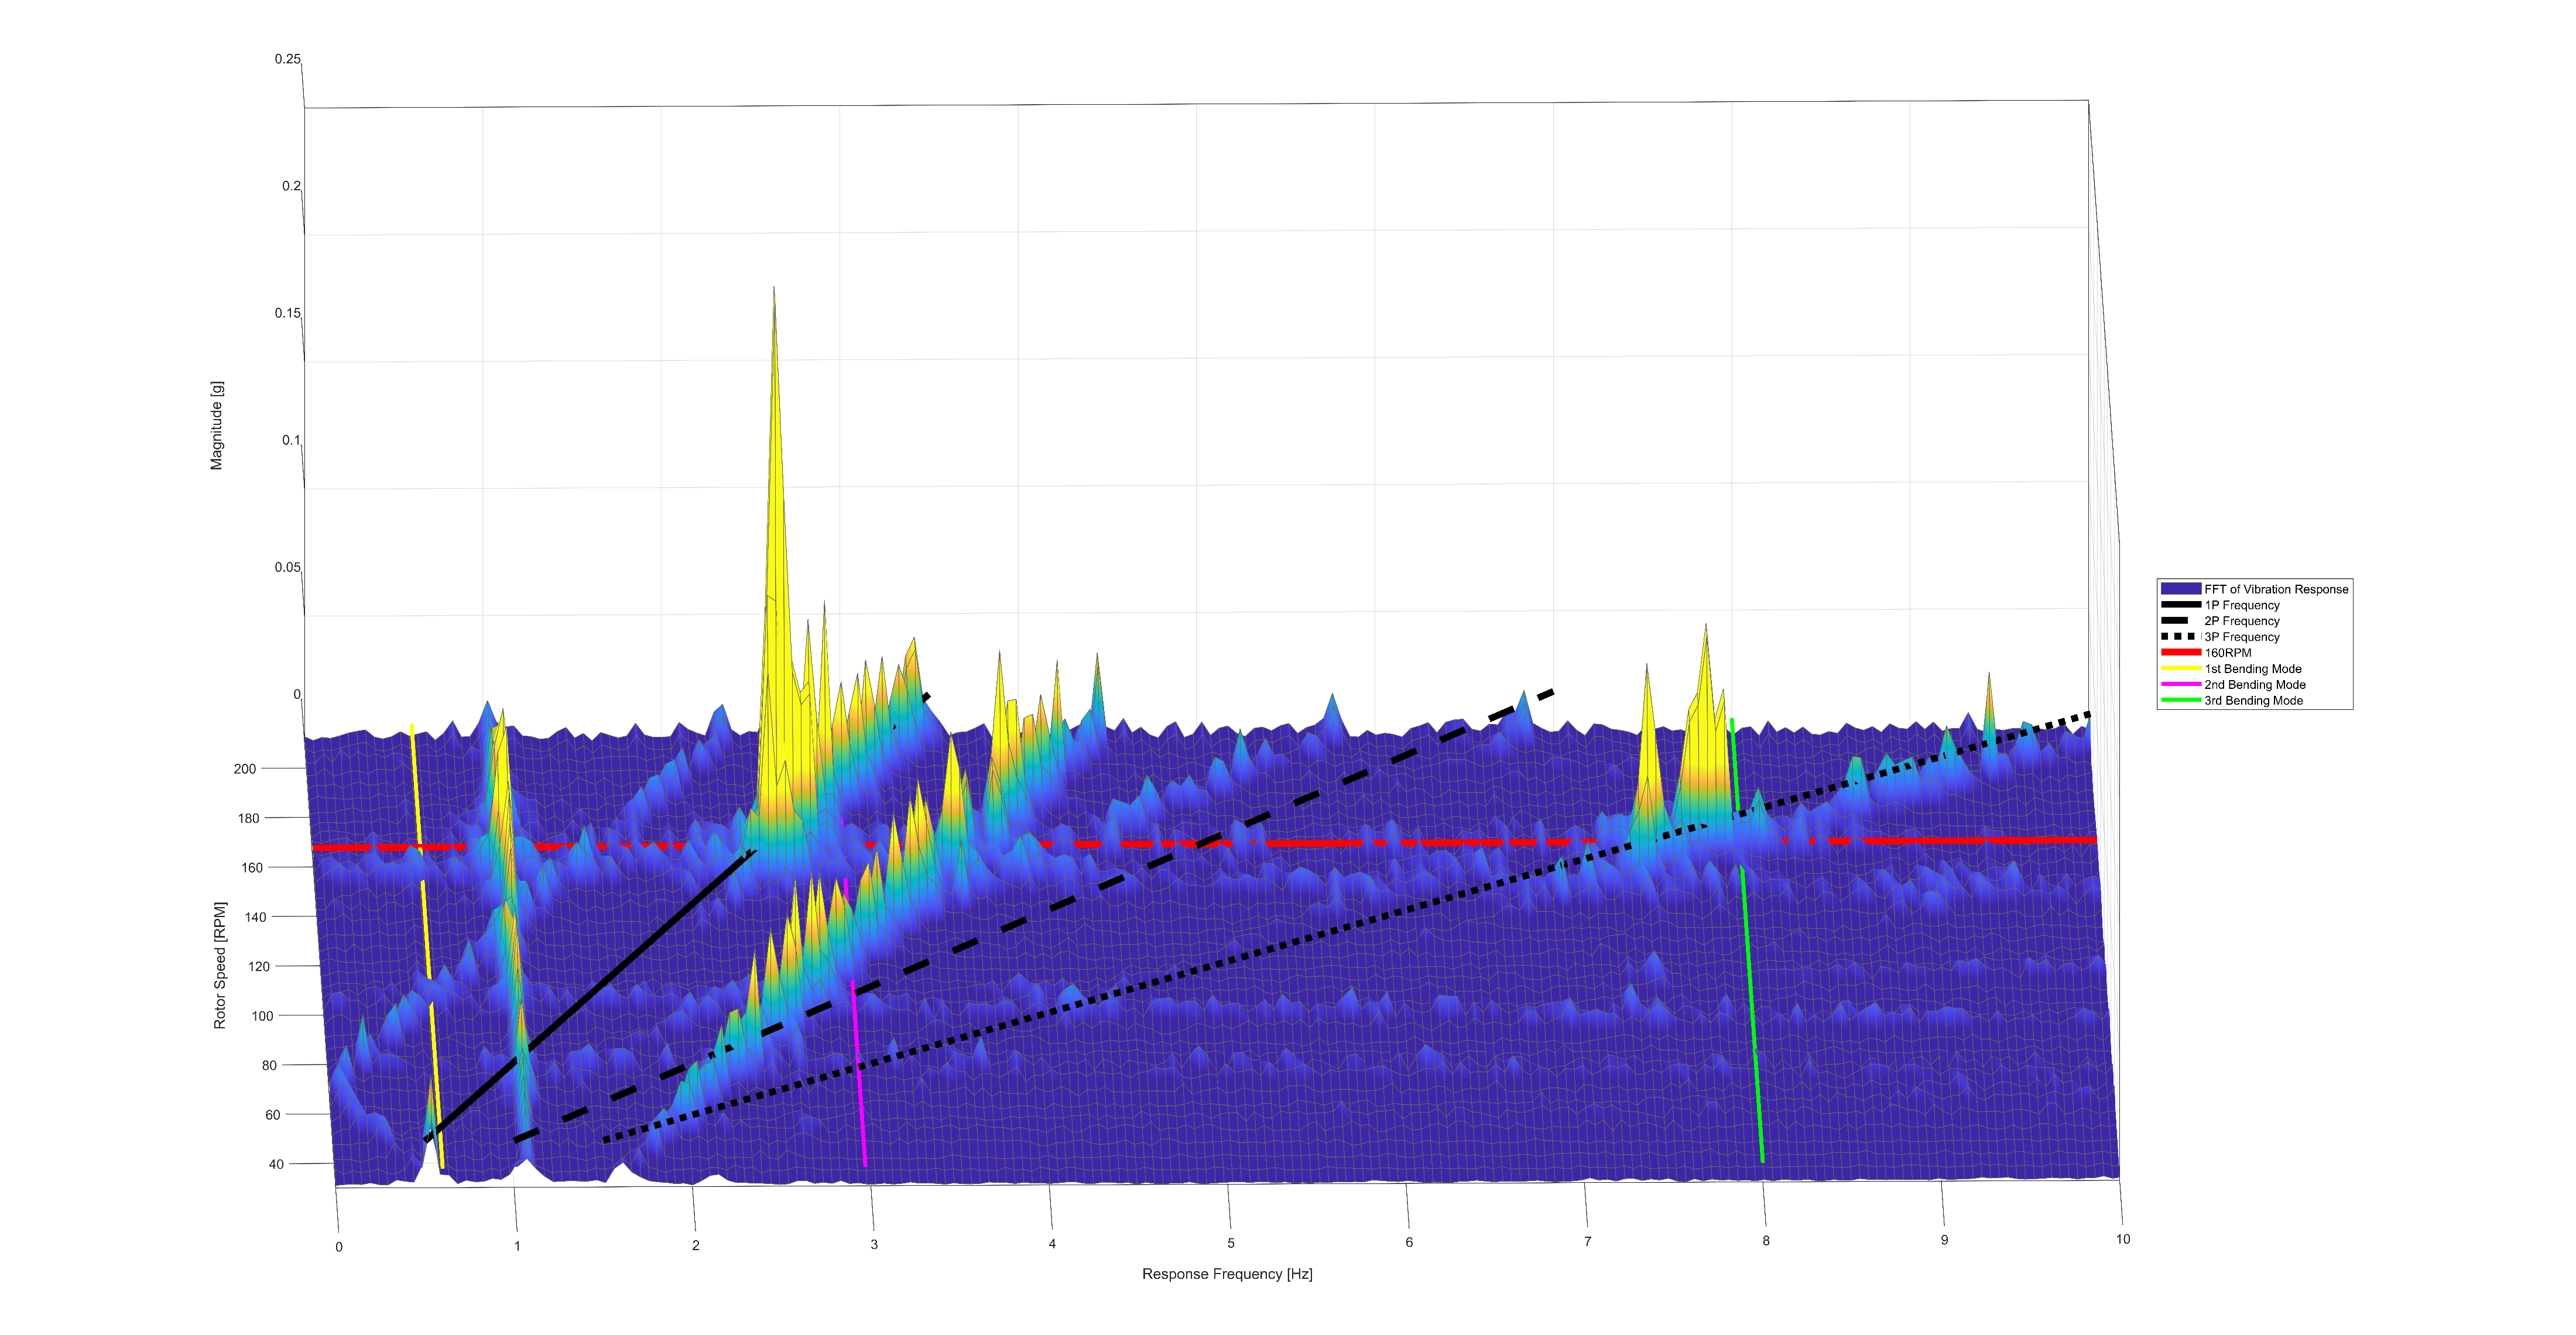 0.25
0.2
0.15
0.1
0.05
0
Magnitude [g]
200
180
160
140
120
100
80
60
40
Rotor Speed [RPM]
0 1 2 3 4 5 6 7 8 9 10
Response Frequency [Hz]
FFT of Vibration Response
1P Frequency
2P Frequency
3P Frequency
160RPM
1st Bending Mode
2nd Bending Mode
3rd Bending Mode